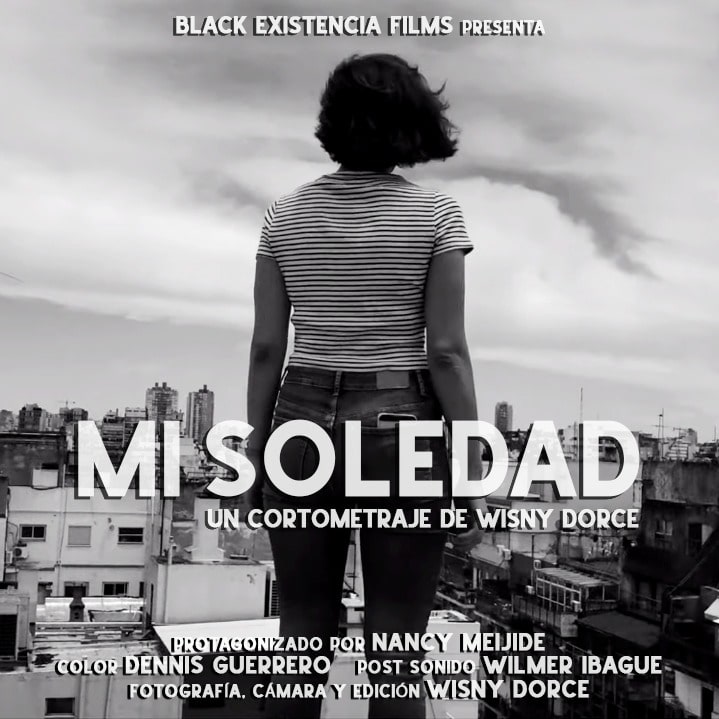 BLACK EXISTENCIA FILMS PRESENTA
MI SOLEDAD
UN CORTOMETRAJE DE WISNY DORCE
PROTAGONIZADO POR NANCY MEIJIDE
COLOR DENNIS GUERRERO POST SONIDO WILMER IBAGUE
FOTOGRAFÍA, CÁMARA Y EDICIÓN WISNY DORCE